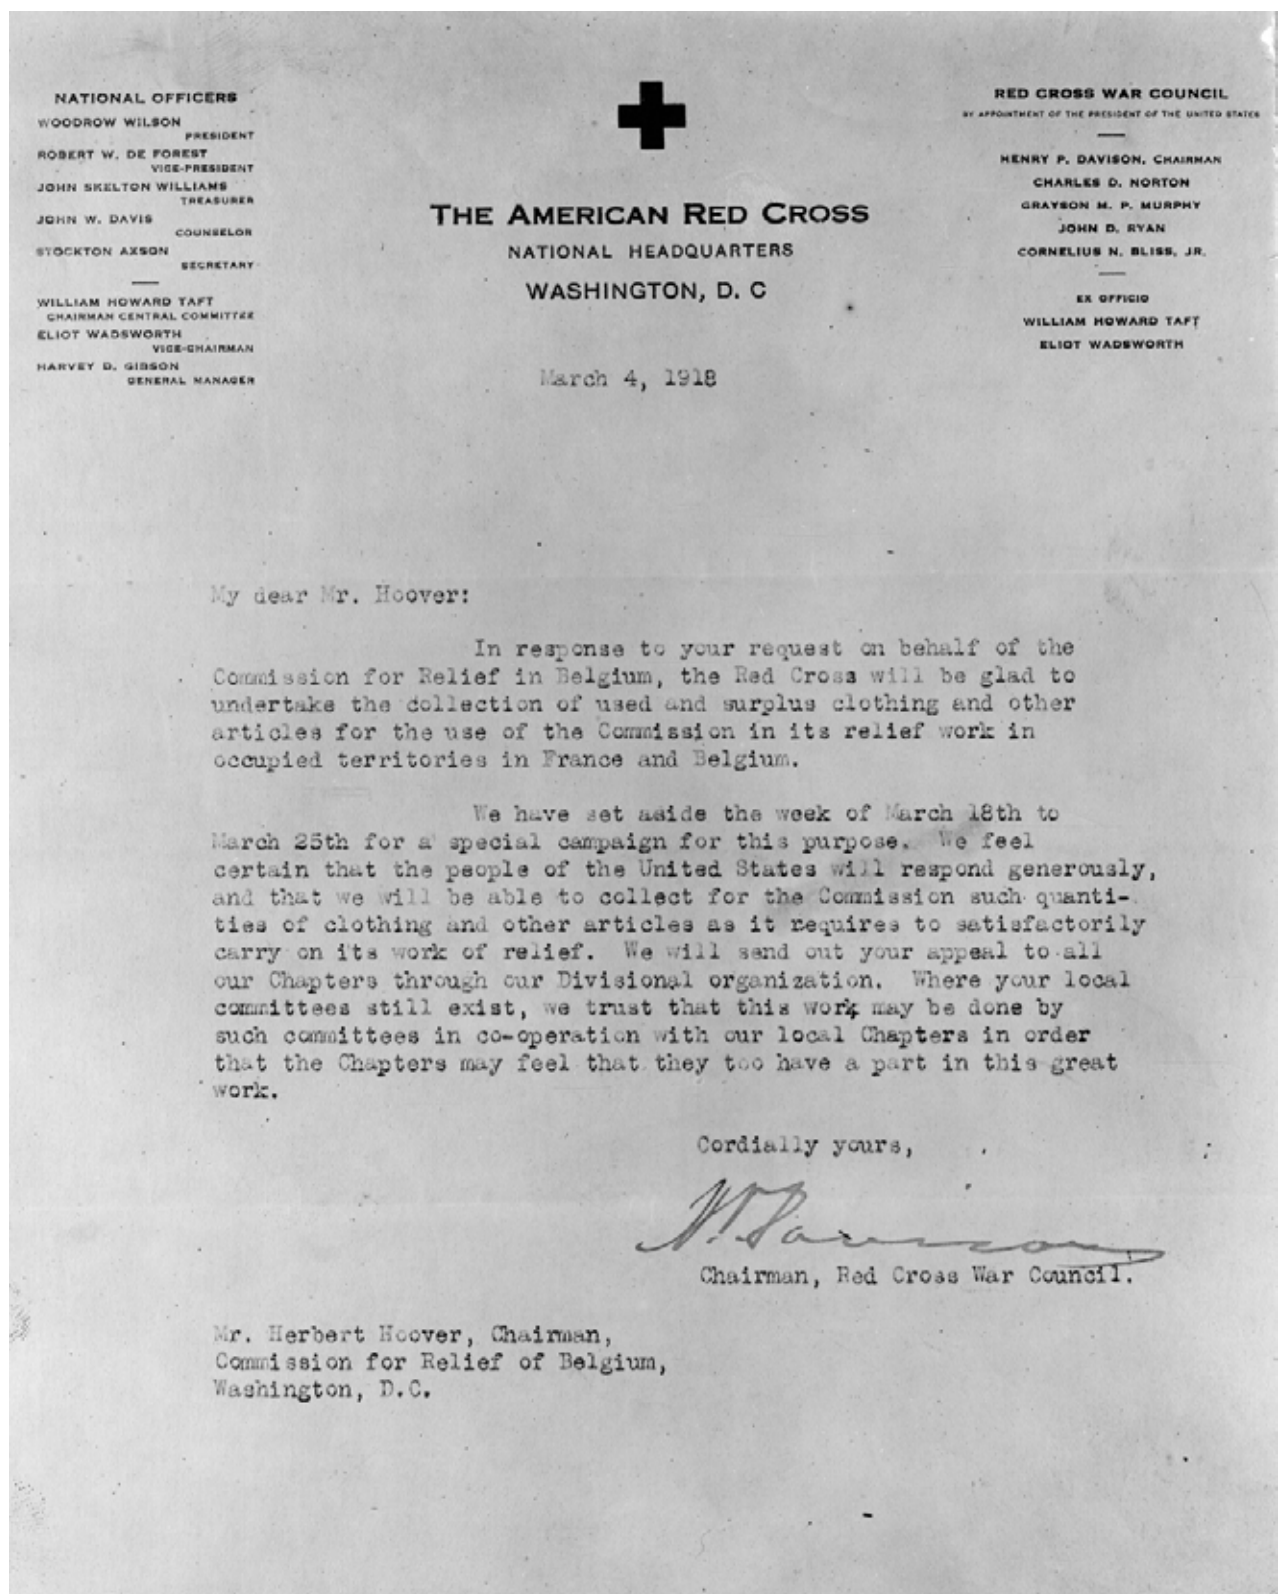 NATIONAL OFFICERS
WOODROW WILSON
PRESIDENT
ROBERT W. DE FOREST
VICE-PRESIDENT
JOHN SKELTON WILLIAMS
TREASURER
JOHN W. DAVIS
COUNSELOR
STOCKTON AXSON
SECRETARY
WILLIAM HOWARD TAFT
CHAIRMAN CENTRAL COMMITTEE
ELIOT WADSWORTH
VICE-CHAIRMAN
HARVEY D. GIBSON
GENERAL MANAGER
THE AMERICAN RED CROSS
NATIONAL HEADQUARTERS
WASHINGTON, D. C
RED CROSS WAR COUNCIL
BY APPOINTMENT OF THE PRESIDENT OF THE UNITED STATES
HENRY P. DAVISON, CHAIRMAN
CHARLES D. NORTON
GRAYSON M. P. MURPHY
JOHN D. RYAN
CORNELIUS N. BLISS, JR.
EX OFFICIO
WILLIAM HOWARD TAFT
ELIOT WADSWORTH
March 4, 1918
My dear Mr. Hoover:
In response to your request on behalf of the
Commission for Relief in Belgium, the Red Cross will be glad to
undertake the collection of used and surplus clothing and other
articles for the use of the Commission in its relief work in
occupied territories in France and Belgium.
We have set aside the week of March 18th to
March 25th for a special campaign for this purpose. We feel
certain that the people of the United States will respond generously,
and that we will be able to collect for the Commission such quanti-
ties of clothing and other articles as it requires to satisfactorily
carry on its work of relief. We will send out your appeal to all
our Chapters through our Divisional organization. Where your local
committees still exist, we trust that this work may be done by
such committees in co-operation with our local Chapters in order
that the Chapters may feel that they too have a part in this great
work.
Cordially yours,
H P Davison
Chairman, Red Cross War Council.
Mr. Herbert Hoover, Chairman,
Commission for Relief of Belgium,
Washington, D.C.